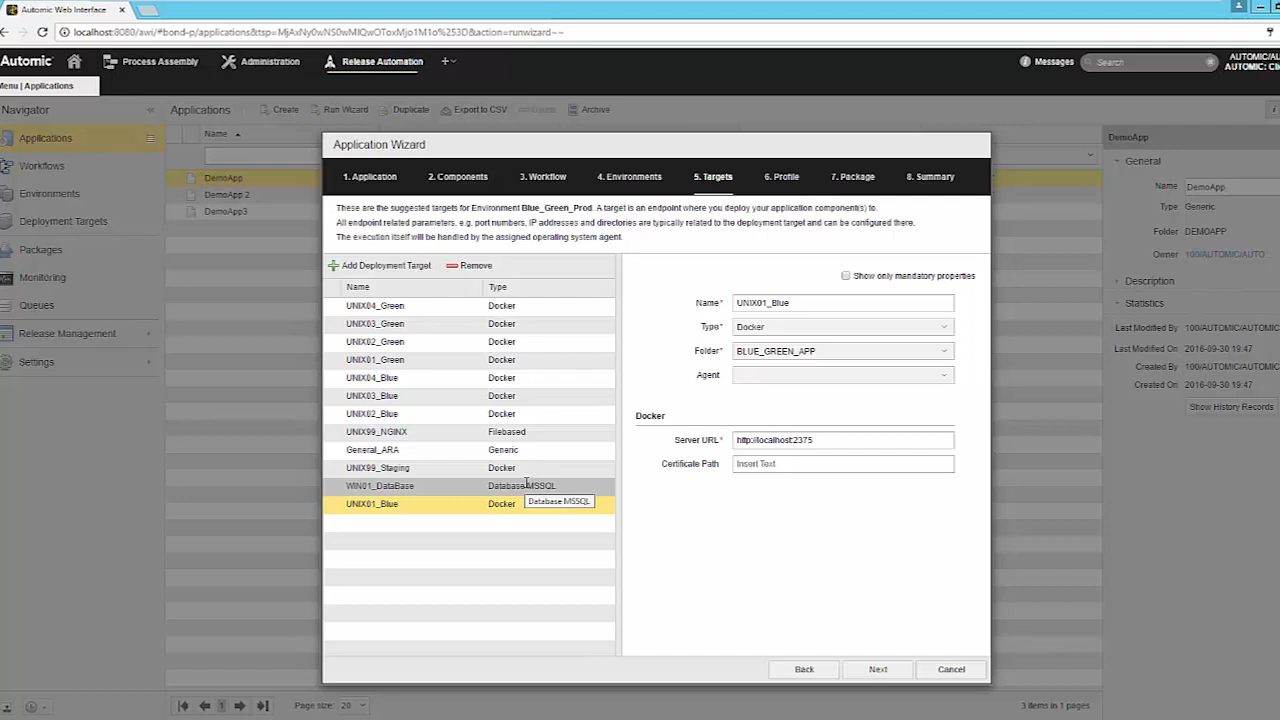 Automic Web Interface
localhost:8080/awi/#bond-p/applications&tsp=MjAxNy0wNS0wMlQwOToxMjo1M1o%253D&action=runwizard~~
Automic Process Assembly Administration Release Automation + Messages Search
AUTOMIC/A
AUTOMIC: Cl
Menu | Applications
Navigator
Applications
Workflows
Environments
Deployment Targets
Packages
Monitoring
Queues
Release Management
Settings
Applications Create Run Wizard Duplicate Export to CSV Archive
Name
DemoApp
DemoApp 2
DemoApp3
Application Wizard
1. Application 2. Components 3. Workflow 4. Environments 5. Targets 6. Profile 7. Package 8. Summary
These are the suggested targets for Environment Blue_Green_Prod. A target is an endpoint where you deploy your application component(s) to.
All endpoint related parameters, e.g. port numbers, IP addresses and directories are typically related to the deployment target and can be configured there.
The execution itself will be handled by the assigned operating system agent.
Add Deployment Target Remove
Name Type
UNIX04_Green Docker
UNIX03_Green Docker
UNIX02_Green Docker
UNIX01_Green Docker
UNIX04_Blue Docker
UNIX03_Blue Docker
UNIX02_Blue Docker
UNIX99_NGINX Filebased
General_ARA Generic
UNIX99_Staging Docker
WIN01_DataBase Database MSSQL
UNIX01_Blue Docker
Database MSSQL
Show only mandatory properties
Name* UNIX01_Blue
Type* Docker
Folder* BLUE_GREEN_APP
Agent
Docker
Server URL* http://localhost:2375
Certificate Path Insert Text
Back Next Cancel
DemoApp
General
Name DemoApp
Type: Generic
Folder DEMOAPP
Owner 100/AUTOMIC/AUTO...
Description
Statistics
Last Modified By 100/AUTOMIC/AUTOMIC
Last Modified On 2016-09-30 19:47
Created By 100/AUTOMIC/AUTOMIC
Created On 2016-09-30 19:47
Show History Records
1 Page size: 20
3 items in 1 pages